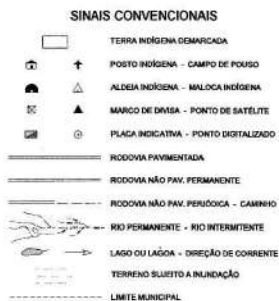 SINAIS CONVENCIONAIS
TERRA INDÍGENA DEMARCADA
POSTO INDÍGENA - CAMPO DE POUSO
ALDEIA INDÍGENA - MALOCA INDÍGENA
MARCO DE DIVISA - PONTO DE SATÉLITE
PLACA INDICATIVA - PONTO DIGITALIZADO
RODOVIA PAVIMENTADA
RODOVIA NÃO PAV. PERMANENTE
RODOVIA NÃO PAV. PERIÓDICA - CAMINHO
RIO PERMANENTE - RIO INTERMITENTE
LAGO OU LAGOA - DIREÇÃO DE CORRENTE
TERRENO SUJEITO A INUNDAÇÃO
LIMITE MUNICIPAL